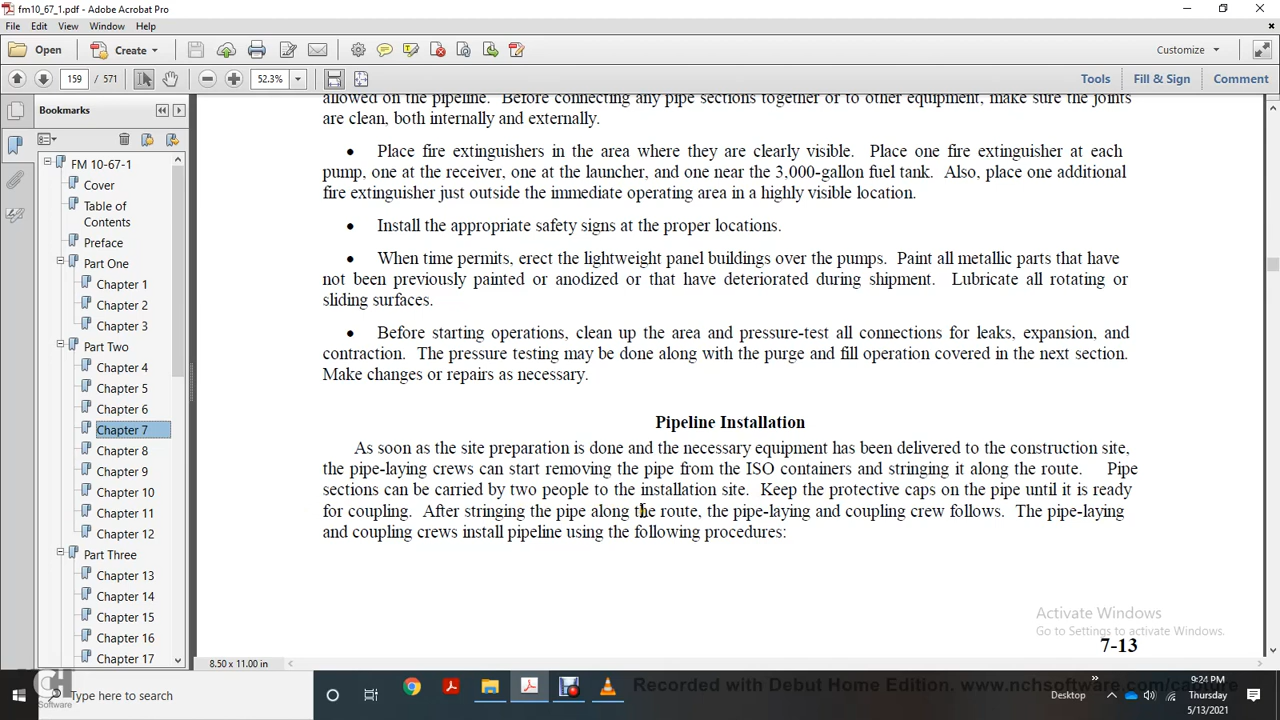 fm10_67_1.pdf - Adobe Acrobat Pro
File Edit View Window Help
Open Create Customize
159 / 571 52.3% Tools Fill & Sign Comment
Bookmarks
FM 10-67-1
Cover
Table of
Contents
Preface
Part One
Chapter 1
Chapter 2
Chapter 3
Part Two
Chapter 4
Chapter 5
Chapter 6
Chapter 7
Chapter 8
Chapter 9
Chapter 10
Chapter 11
Chapter 12
Part Three
Chapter 13
Chapter 14
Chapter 15
Chapter 16
Chapter 17
allowed on the pipeline. Before connecting any pipe sections together or to other equipment, make sure the joints
are clean, both internally and externally.
• Place fire extinguishers in the area where they are clearly visible. Place one fire extinguisher at each
pump, one at the receiver, one at the launcher, and one near the 3,000-gallon fuel tank. Also, place one additional
fire extinguisher just outside the immediate operating area in a highly visible location.
• Install the appropriate safety signs at the proper locations.
• When time permits, erect the lightweight panel buildings over the pumps. Paint all metallic parts that have
not been previously painted or anodized or that have deteriorated during shipment. Lubricate all rotating or
sliding surfaces.
• Before starting operations, clean up the area and pressure-test all connections for leaks, expansion, and
contraction. The pressure testing may be done along with the purge and fill operation covered in the next section.
Make changes or repairs as necessary.
Pipeline Installation
As soon as the site preparation is done and the necessary equipment has been delivered to the construction site,
the pipe-laying crews can start removing the pipe from the ISO containers and stringing it along the route. Pipe
sections can be carried by two people to the installation site. Keep the protective caps on the pipe until it is ready
for coupling. After stringing the pipe along the route, the pipe-laying and coupling crew follows. The pipe-laying
and coupling crews install pipeline using the following procedures:
Activate Windows
Go to Settings to activate Windows.
7-13
8.50 x 11.00 in
NCH
Software
Type here to search
Recorded with Debut Home Edition. www.nchsoftware.com/capture
Desktop
9:24 PM
Thursday
5/13/2021